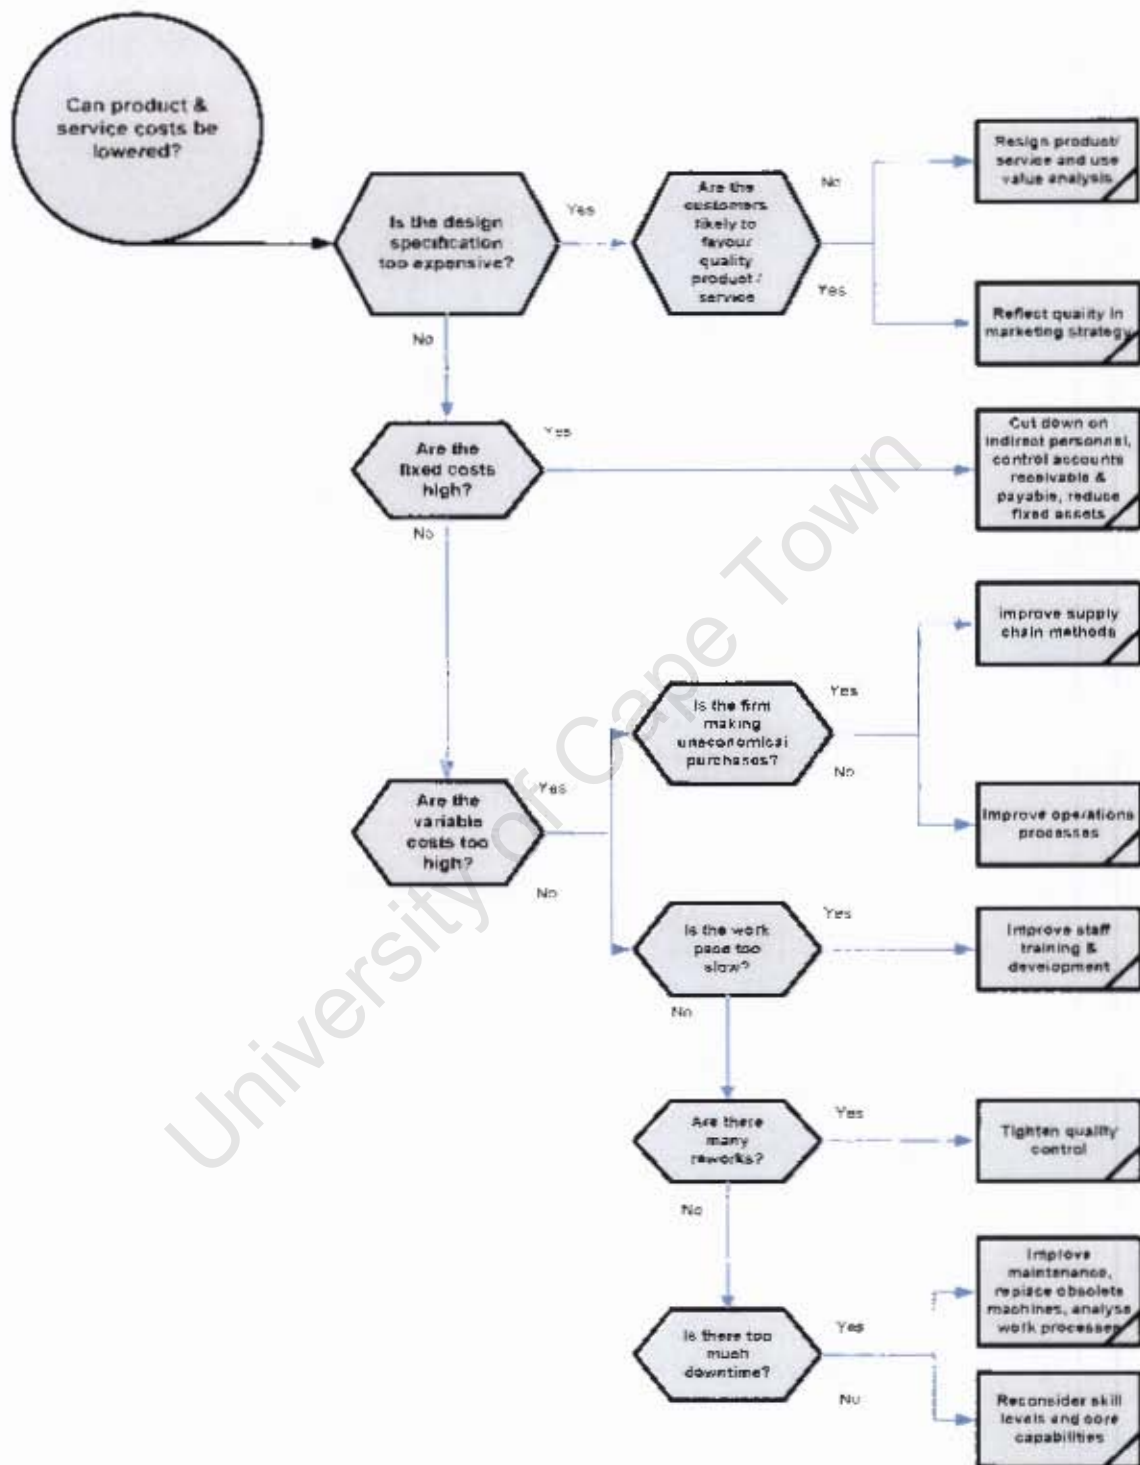 Can product &
service costs be
lowered?
Is the design
specification
too expensive?
Yes
Are the
customers
likely to
favour
quality
product /
service
No
Resign product/
service and use
value analysis
Yes
Reflect quality in
marketing strategy
No
Are the
fixed costs
high?
Yes
Cut down on
indirect personnel,
control accounts
receivable &
payable, reduce
fixed assets
No
Are the
variable
costs too
high?
Yes
No
Is the firm
making
uneconomical
purchases?
Yes
Improve supply
chain methods
No
Improve operations
processes
Is the work
pace too
slow?
Yes
Improve staff
training &
development
No
Are there
many
reworks?
Yes
Tighten quality
control
No
Is there too
much
downtime?
Yes
Improve
maintenance,
replace obsolete
machines, analyse
work processes
No
Reconsider skill
levels and core
capabilities
University of Cape Town